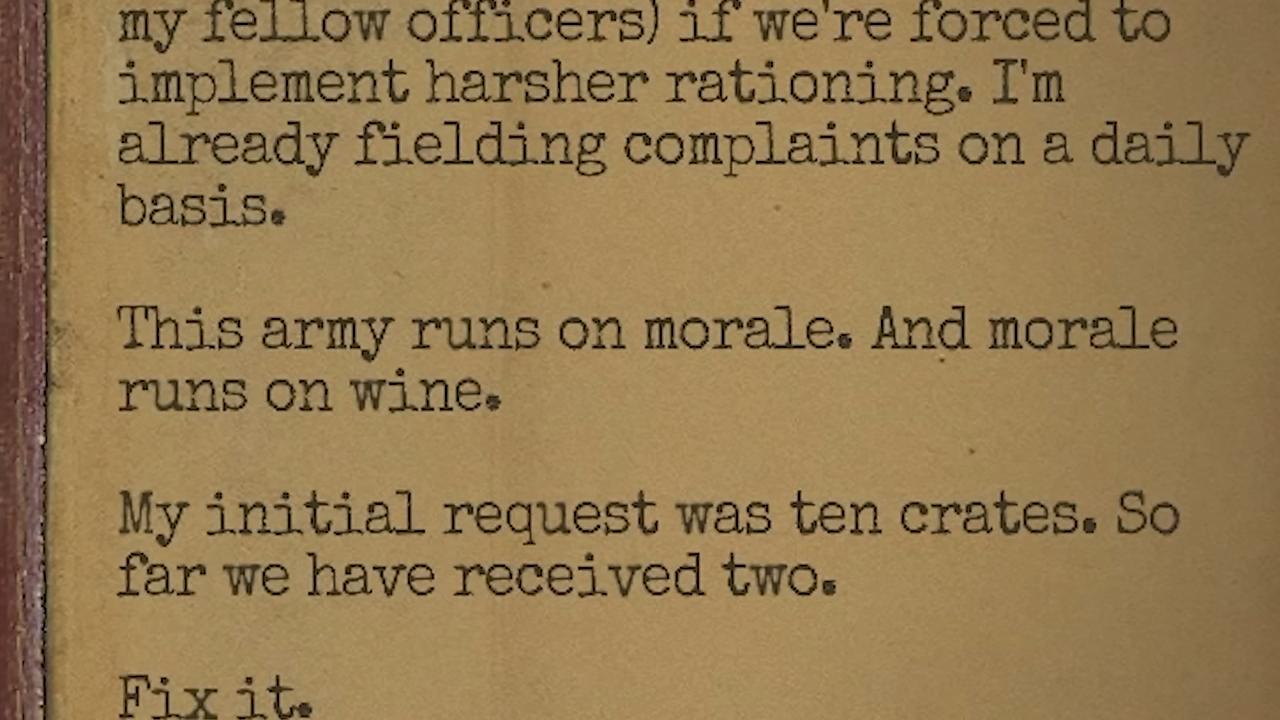 my fellow officers) if we're forced to
implement harsher rationing. I'm
already fielding complaints on a daily
basis.
This army runs on morale. And morale
runs on wine.
My initial request was ten crates. So
far we have received two.
Fix it.